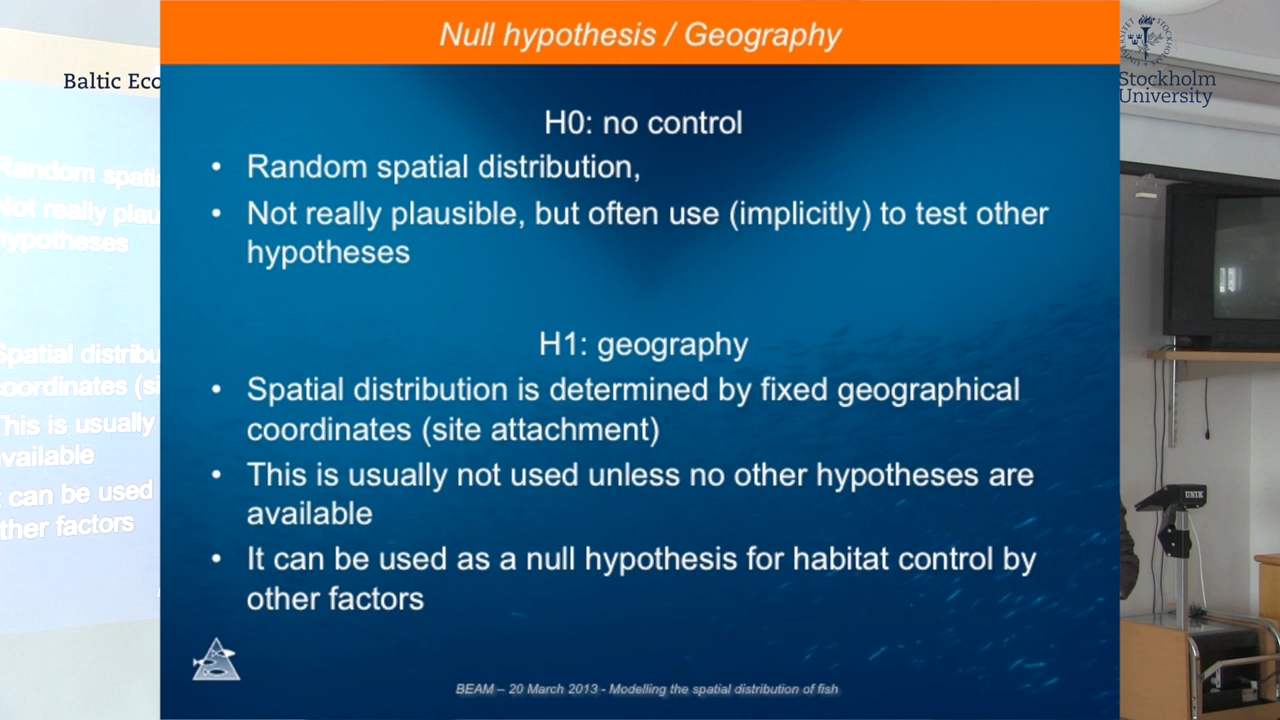 Null hypothesis / Geography
Baltic Eco
Stockholm
University
H0: no control
• Random spatial distribution,
• Not really plausible, but often use (implicitly) to test other
hypotheses
H1: geography
• Spatial distribution is determined by fixed geographical
coordinates (site attachment)
• This is usually not used unless no other hypotheses are
available
• It can be used as a null hypothesis for habitat control by
other factors
BEAM – 20 March 2013 - Modelling the spatial distribution of fish
Random spati
Not really plau
hypotheses
Spatial distribu
coordinates (si
This is usually
available
t can be used
ther factors
UNIK